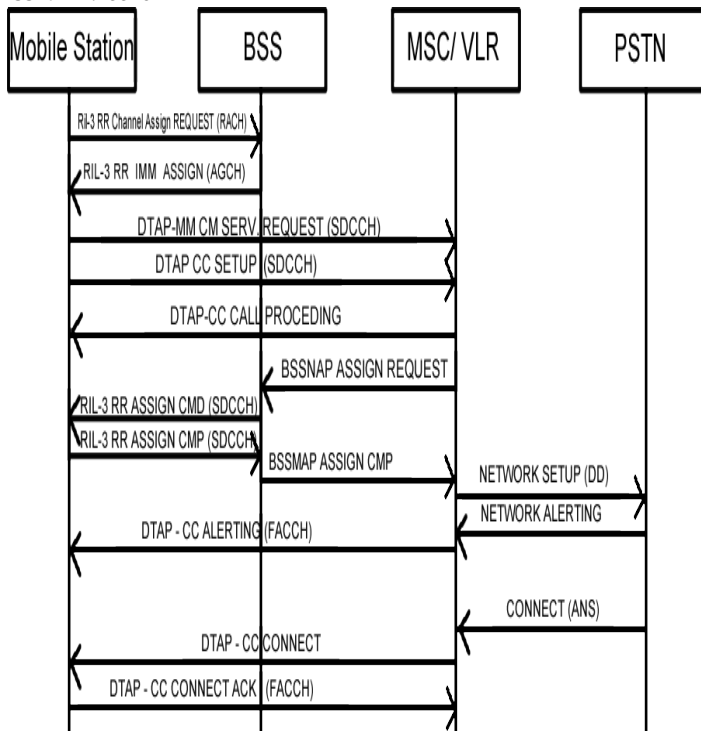 Mobile Station
BSS
MSC/ VLR
PSTN
Ril-3 RR Channel Assign REQUEST (RACH)
RIL-3 RR IMM ASSIGN (AGCH)
DTAP-MM CM SERV. REQUEST (SDCCH)
DTAP CC SETUP (SDCCH)
DTAP-CC CALL PROCEDING
BSSNAP ASSIGN REQUEST
RIL-3 RR ASSIGN CMD (SDCCH)
RIL-3 RR ASSIGN CMP (SDCCH)
BSSMAP ASSIGN CMP
NETWORK SETUP (DD)
NETWORK ALERTING
DTAP - CC ALERTING (FACCH)
CONNECT (ANS)
DTAP - CC CONNECT
DTAP - CC CONNECT ACK (FACCH)